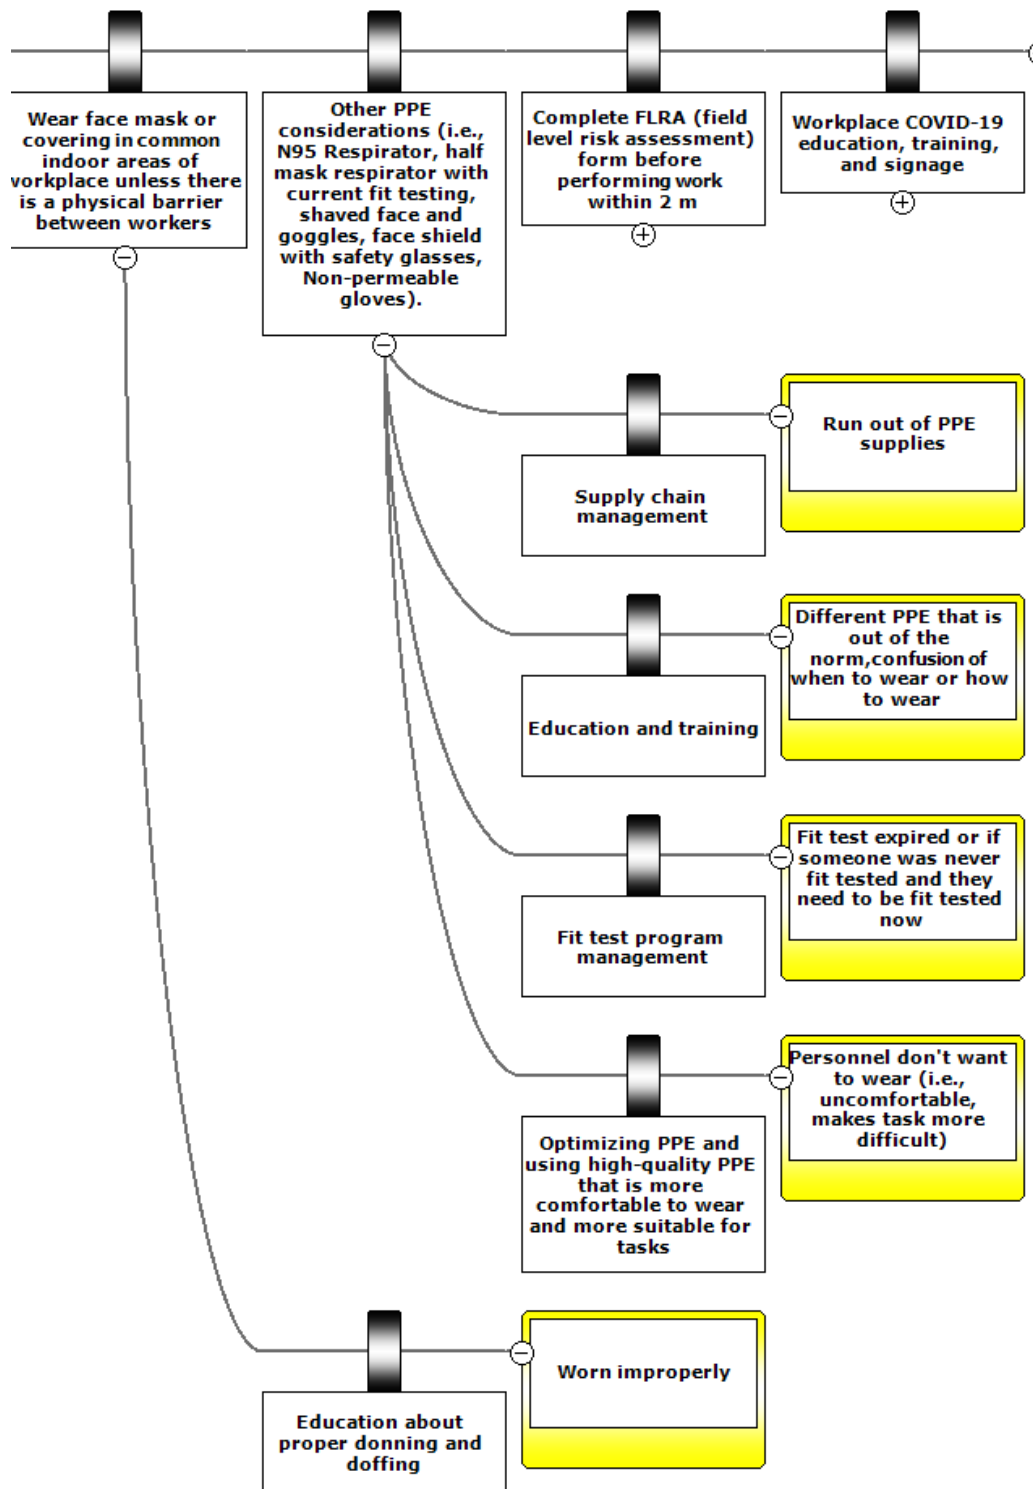 Wear face mask or
covering in common
indoor areas of
workplace unless there
is a physical barrier
between workers
Other PPE
considerations (i.e.,
N95 Respirator, half
mask respirator with
current fit testing,
shaved face and
goggles, face shield
with safety glasses,
Non-permeable
gloves).
Complete FLRA (field
level risk assessment)
form before
performing work
within 2 m
Workplace COVID-19
education, training,
and signage
Supply chain
management
Run out of PPE
supplies
Education and training
Different PPE that is
out of the
norm,confusion of
when to wear or how
to wear
Fit test program
management
Fit test expired or if
someone was never
fit tested and they
need to be fit tested
now
Optimizing PPE and
using high-quality PPE
that is more
comfortable to wear
and more suitable for
tasks
Personnel don't want
to wear (i.e.,
uncomfortable,
makes task more
difficult)
Education about
proper donning and
doffing
Worn improperly